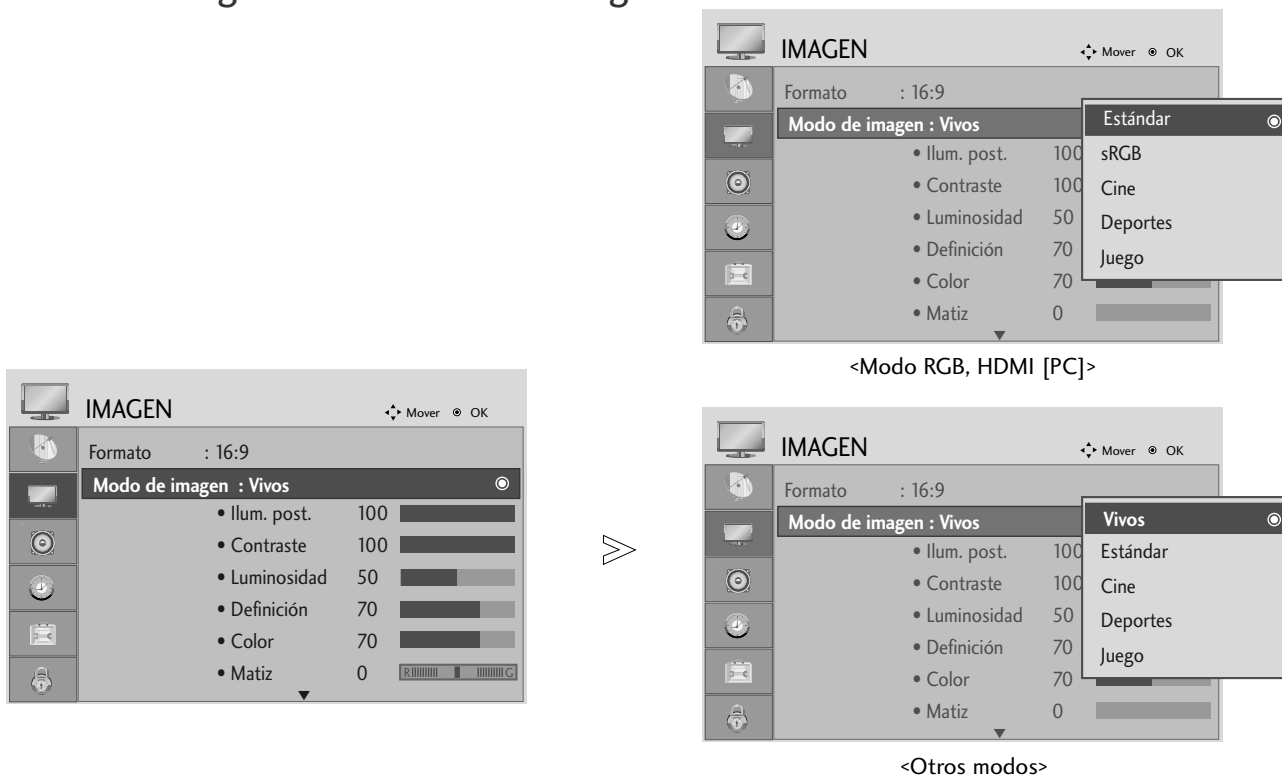 IMAGEN Mover OK
Formato : 16:9
Modo de imagen : Vivos
• Ilum. post. 100
• Contraste 100
• Luminosidad 50
• Definición 70
• Color 70
• Matiz 0
Estándar
sRGB
Cine
Deportes
Juego
<Modo RGB, HDMI [PC]>
IMAGEN Mover OK
Formato : 16:9
Modo de imagen : Vivos
• Ilum. post. 100
• Contraste 100
• Luminosidad 50
• Definición 70
• Color 70
• Matiz 0 R G
IMAGEN Mover OK
Formato : 16:9
Modo de imagen : Vivos
• Ilum. post. 100
• Contraste 100
• Luminosidad 50
• Definición 70
• Color 70
• Matiz 0
Vivos
Estándar
Cine
Deportes
Juego
<Otros modos>